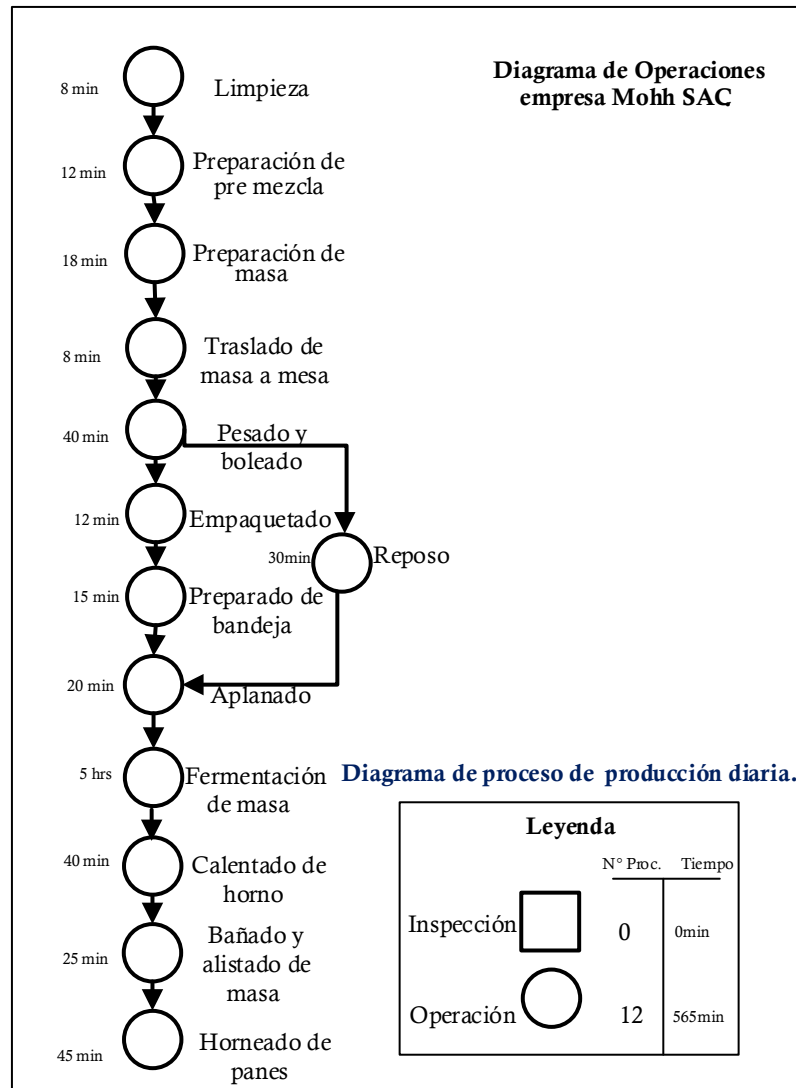 Diagrama de Operaciones
empresa Mohh SAC
8 min
Limpieza
12 min
Preparación de
pre mezcla
18 min
Preparación de
masa
8 min
Traslado de
masa a mesa
40 min
Pesado y
boleado
12 min
Empaquetado
30min
Reposo
15 min
Preparado de
bandeja
20 min
Aplanado
5 hrs
Fermentación
de masa
Diagrama de proceso de producción diaria.
40 min
Calentado de
horno
25 min
Bañado y
alistado de
masa
45 min
Horneado de
panes
Leyenda
N° Proc. Tiempo
Inspección 0 0min
Operación 12 565min